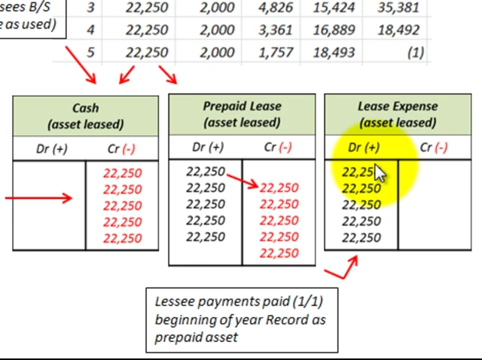 sees B/S
e as used)
3 22,250 2,000 4,826 15,424 35,381
4 22,250 2,000 3,361 16,889 18,492
5 22,250 2,000 1,757 18,493 (1)
Cash
(asset leased)
Dr (+) Cr (-)
22,250
22,250
22,250
22,250
22,250
Prepaid Lease
(asset leased)
Dr (+) Cr (-)
22,250
22,250 22,250
22,250 22,250
22,250 22,250
22,250 22,250
22,250
Lease Expense
(asset leased)
Dr (+) Cr (-)
22,250
22,250
22,250
22,250
22,250
Lessee payments paid (1/1)
beginning of year Record as
prepaid asset